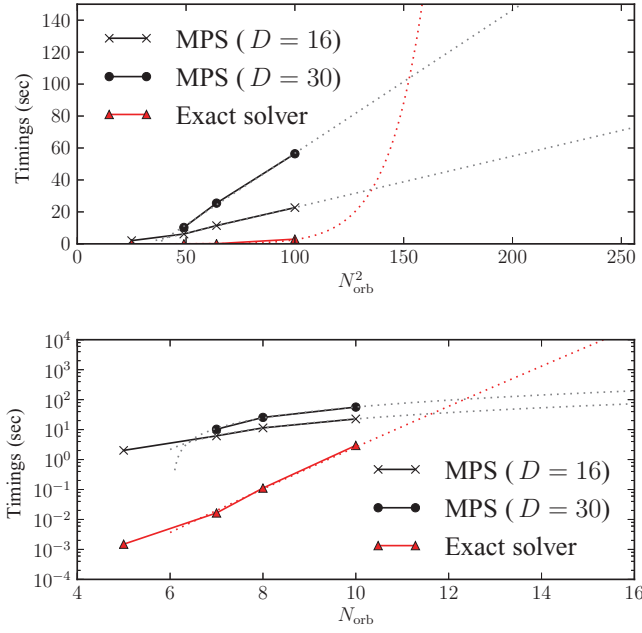 140
120
100
80
60
40
20
0
Timings (sec)
MPS (D = 16)
MPS (D = 30)
Exact solver
0 50 100 150 200 250
N²orb
10⁴
10³
10²
10¹
10⁰
10⁻¹
10⁻²
10⁻³
10⁻⁴
Timings (sec)
MPS (D = 16)
MPS (D = 30)
Exact solver
4 6 8 10 12 14 16
Norb